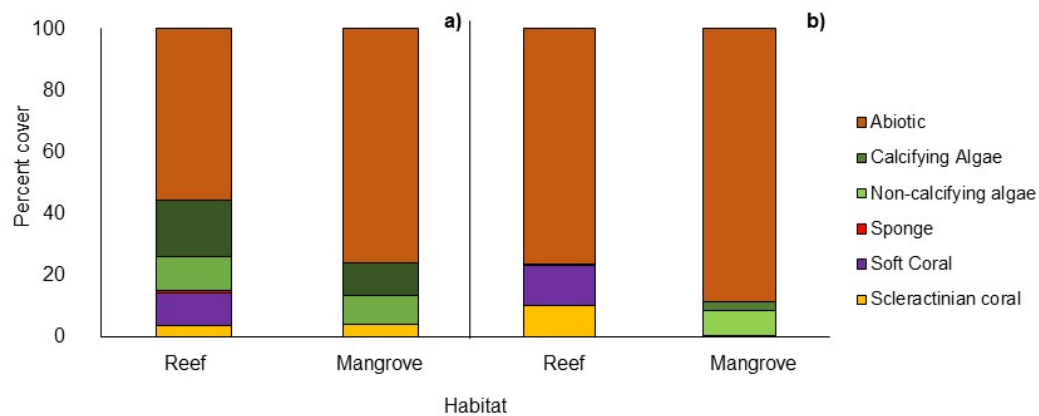 a)
b)
100
80
60
40
20
0
Percent cover
Reef
Mangrove
Reef
Mangrove
Habitat
Abiotic
Calcifying Algae
Non-calcifying algae
Sponge
Soft Coral
Scleractinian coral